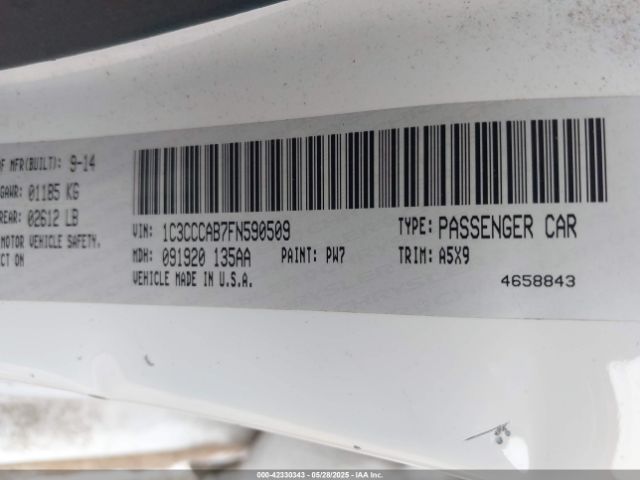 OF MFR(BUILT): 9-14
GAWR: 01185 KG
REAR: 02612 LB
MOTOR VEHICLE SAFETY,
ECT ON
VIN: 1C3CCCAB7FN590509
TYPE: PASSENGER CAR
MDH: 091920 135AA
PAINT: PW7
TRIM: A5X9
VEHICLE MADE IN U.S.A.
4658843
000-42330343 — 05/28/2025 — IAA Inc.